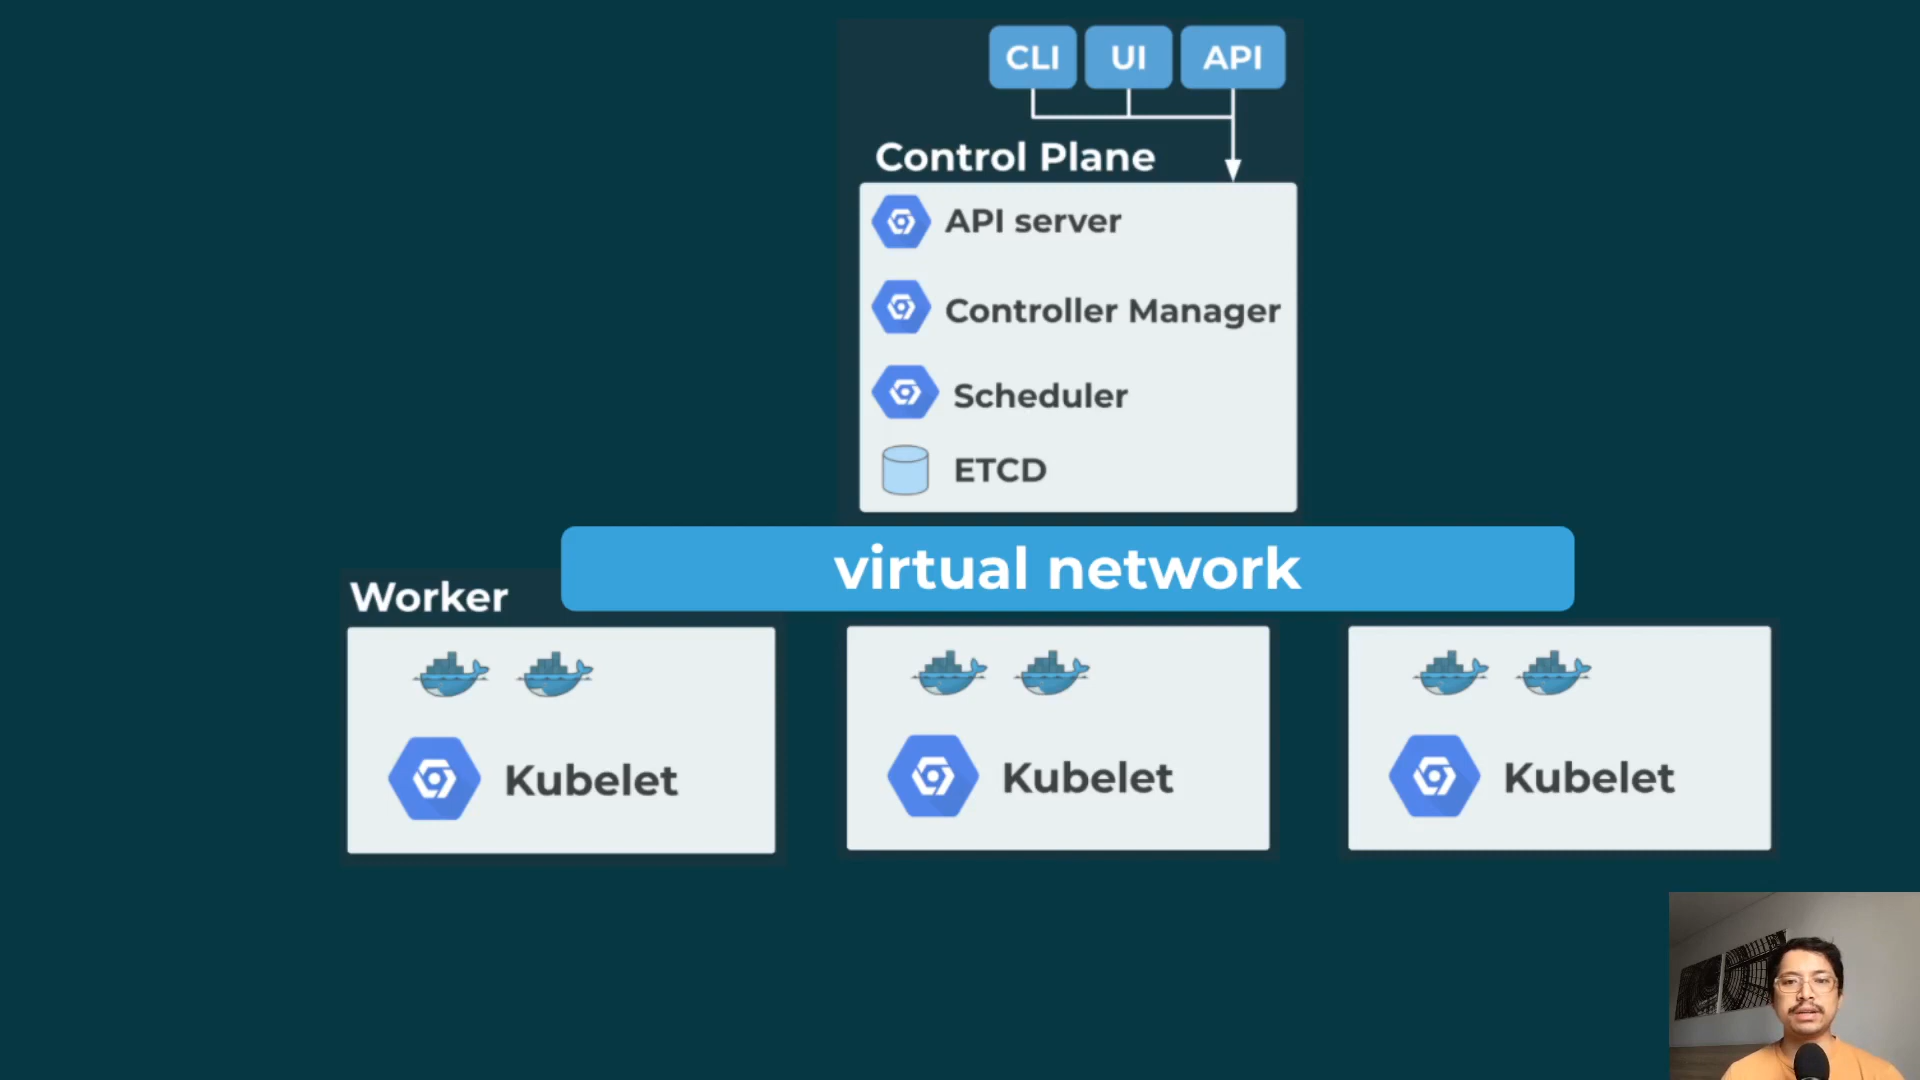 CLI
UI
API
Control Plane
API server
Controller Manager
Scheduler
ETCD
virtual network
Worker
Kubelet
Kubelet
Kubelet